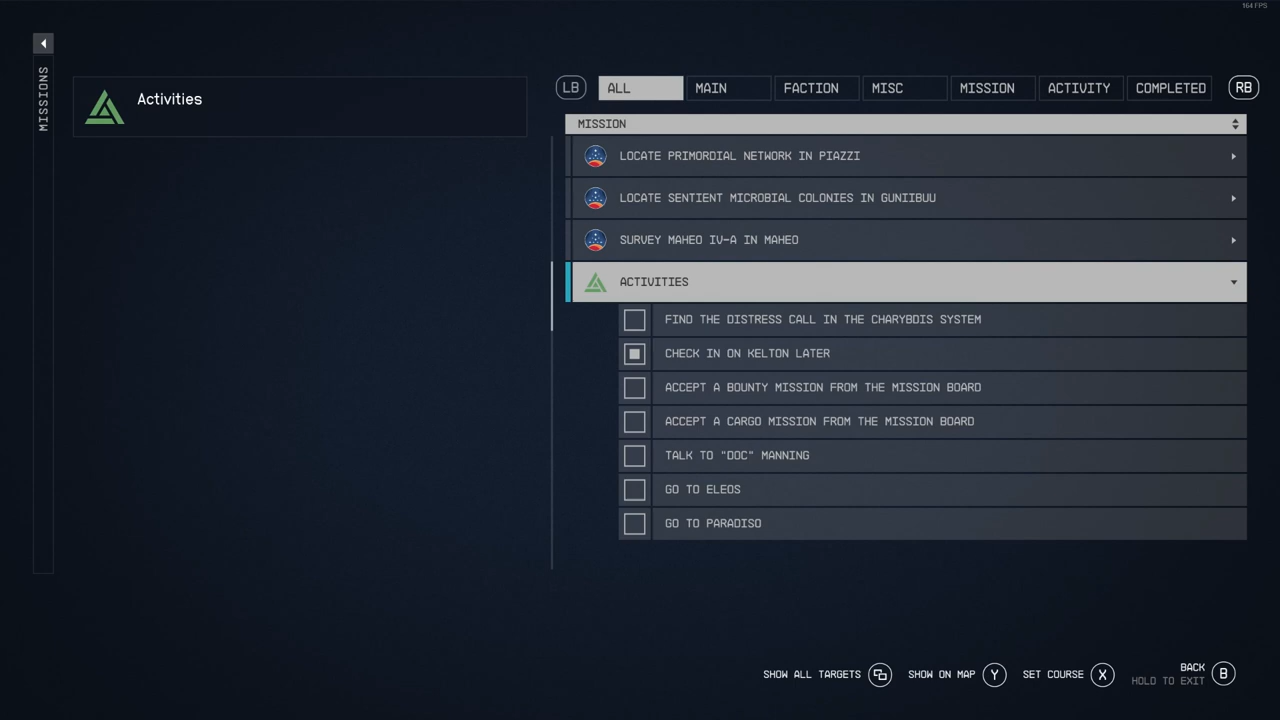 164 FPS
MISSIONS
Activities
LB
ALL
MAIN
FACTION
MISC
MISSION
ACTIVITY
COMPLETED
RB
MISSION
LOCATE PRIMORDIAL NETWORK IN PIAZZI
LOCATE SENTIENT MICROBIAL COLONIES IN GUNIIBUU
SURVEY MAHEO IV-A IN MAHEO
ACTIVITIES
FIND THE DISTRESS CALL IN THE CHARYBDIS SYSTEM
CHECK IN ON KELTON LATER
ACCEPT A BOUNTY MISSION FROM THE MISSION BOARD
ACCEPT A CARGO MISSION FROM THE MISSION BOARD
TALK TO "DOC" MANNING
GO TO ELEOS
GO TO PARADISO
SHOW ALL TARGETS
SHOW ON MAP Y
SET COURSE X
BACK B
HOLD TO EXIT